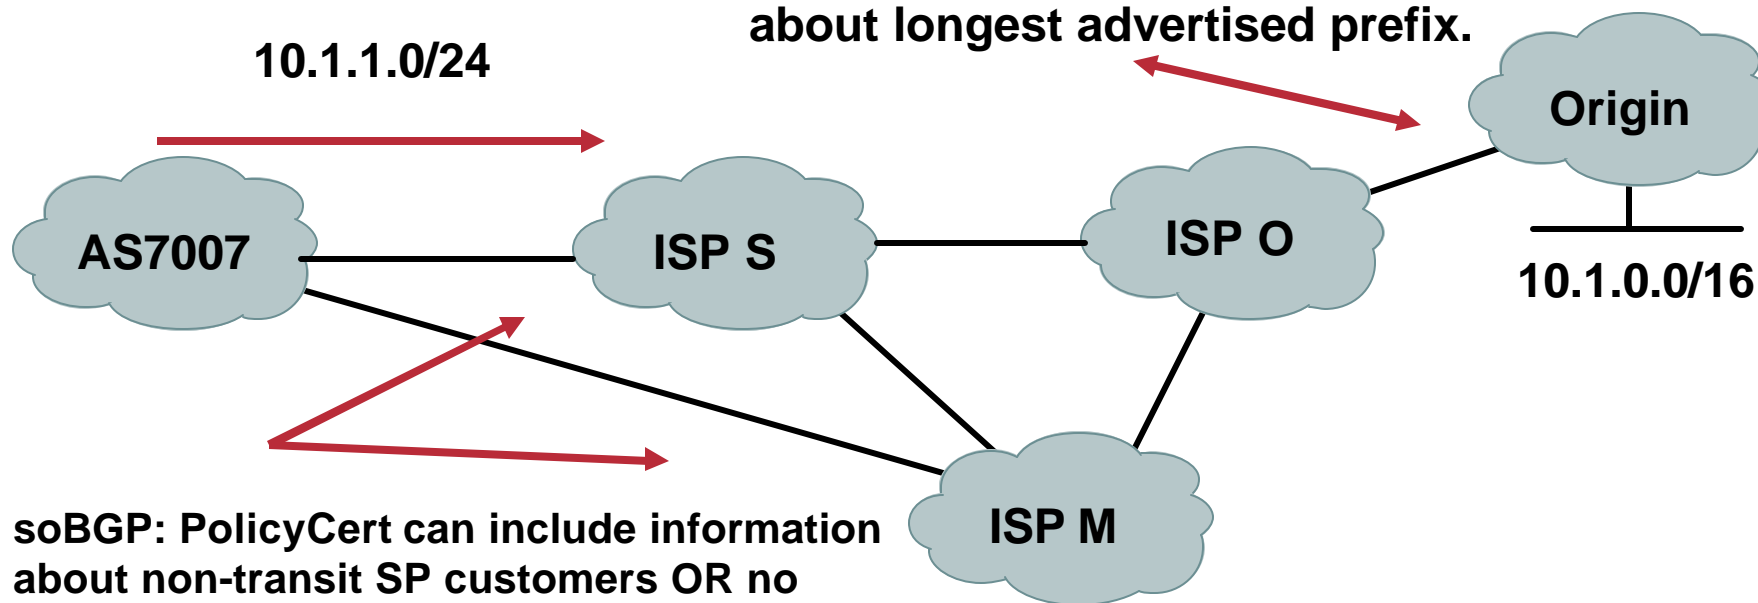 about longest advertised prefix.
10.1.1.0/24
Origin
AS7007
ISP S
ISP O
10.1.0.0/16
ISP M
soBGP: PolicyCert can include information
about non-transit SP customers OR no